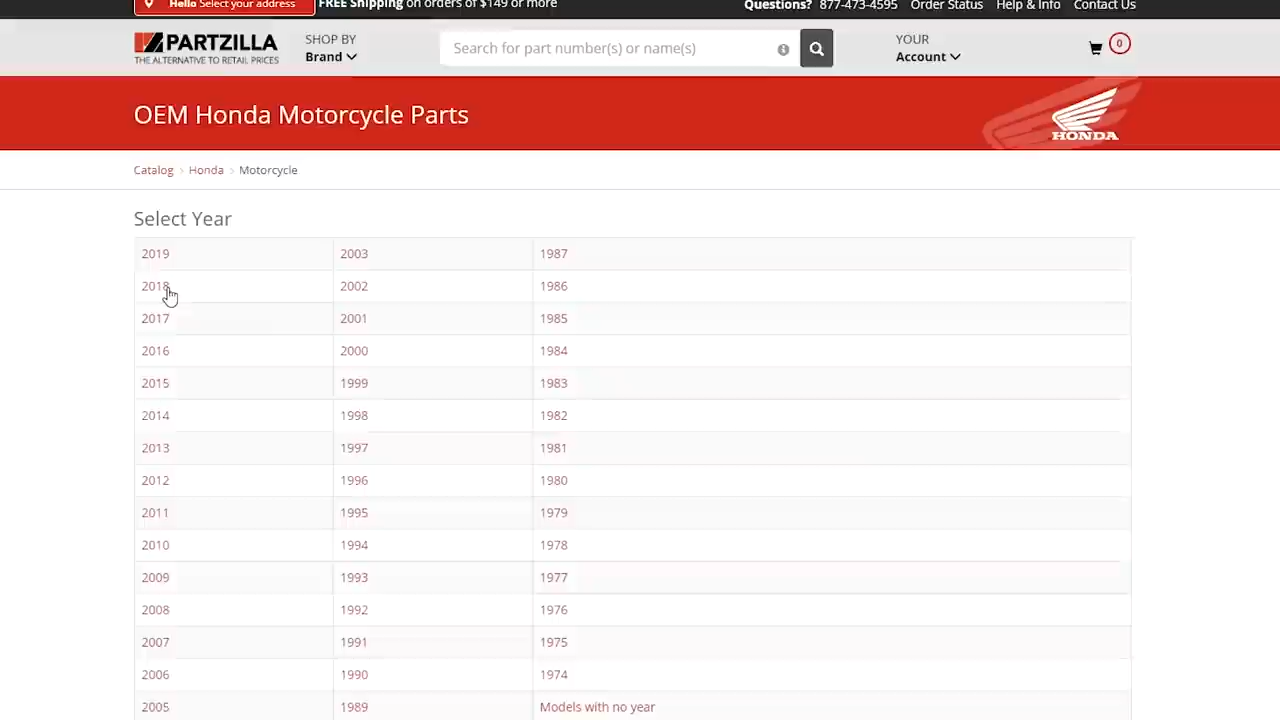 Hello Select your address
FREE Shipping on orders of $149 or more
Questions? 877-473-4595 Order Status Help & Info Contact Us
PARTZILLA
THE ALTERNATIVE TO RETAIL PRICES
SHOP BY
Brand
Search for part number(s) or name(s)
YOUR
Account
0
OEM Honda Motorcycle Parts
HONDA
Catalog > Honda > Motorcycle
Select Year
2019 2003 1987
2018 2002 1986
2017 2001 1985
2016 2000 1984
2015 1999 1983
2014 1998 1982
2013 1997 1981
2012 1996 1980
2011 1995 1979
2010 1994 1978
2009 1993 1977
2008 1992 1976
2007 1991 1975
2006 1990 1974
2005 1989 Models with no year